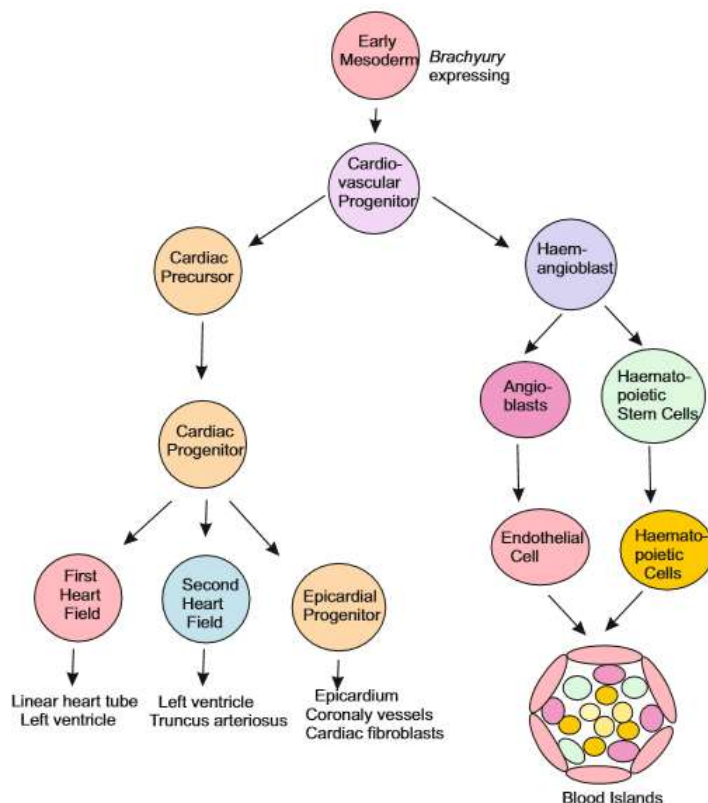 Early
Mesoderm
Brachyury
expressing
Cardio-
vascular
Progenitor
Cardiac
Precursor
Haem-
angioblast
Angio-
blasts
Haemato-
poietic
Stem Cells
Cardiac
Progenitor
Endothelial
Cell
Haemato-
poietic
Cells
First
Heart
Field
Second
Heart
Field
Epicardial
Progenitor
Linear heart tube
Left ventricle
Left ventricle
Truncus arteriosus
Epicardium
Coronaly vessels
Cardiac fibroblasts
Blood Islands